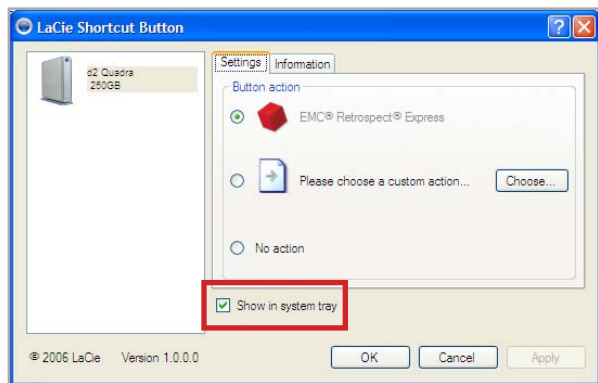 LaCie Shortcut Button
d2 Quadra
250GB
Settings
Information
Button action
EMC® Retrospect® Express
Please choose a custom action...
Choose...
No action
Show in system tray
© 2006 LaCie Version 1.0.0.0
OK
Cancel
Apply